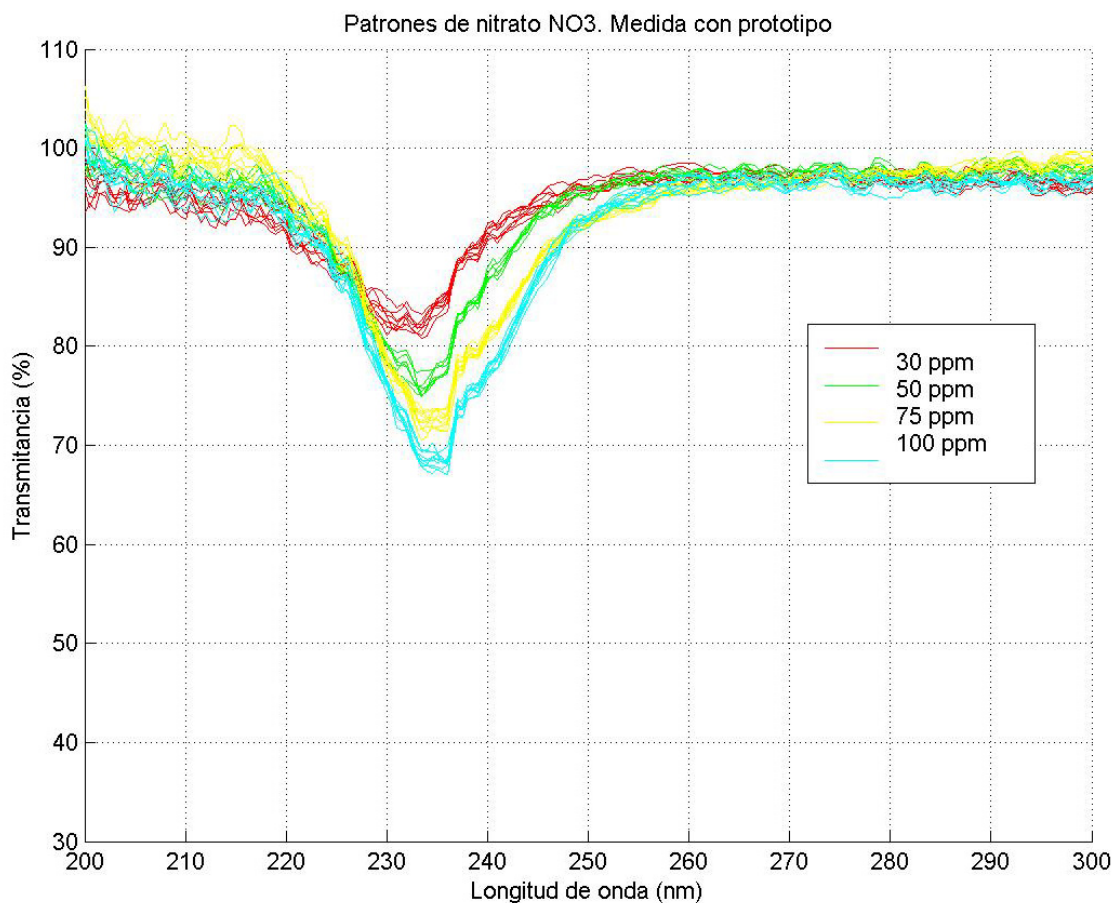 Patrones de nitrato NO3. Medida con prototipo
110
100
90
80
70
60
50
40
30
Transmitancia (%)
30 ppm
50 ppm
75 ppm
100 ppm
200 210 220 230 240 250 260 270 280 290 300
Longitud de onda (nm)